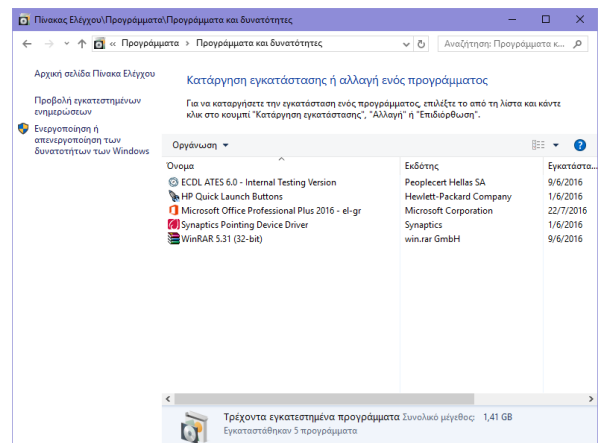 Πίνακας Ελέγχου\Προγράμματα\Προγράμματα και δυνατότητες
« Προγράμματα > Προγράμματα και δυνατότητες
Αναζήτηση: Προγράμματα κ...
Αρχική σελίδα Πίνακα Ελέγχου
Προβολή εγκατεστημένων
ενημερώσεων
Ενεργοποίηση ή
απενεργοποίηση των
δυνατοτήτων των Windows
Κατάργηση εγκατάστασης ή αλλαγή ενός προγράμματος
Για να καταργήσετε την εγκατάσταση ενός προγράμματος, επιλέξτε το από τη λίστα και κάντε
κλικ στο κουμπί "Κατάργηση εγκατάστασης", "Αλλαγή" ή "Επιδιόρθωση".
Οργάνωση
Όνομα Εκδότης Εγκατάστα...
ECDL ATES 6.0 - Internal Testing Version Peoplecert Hellas SA 9/6/2016
HP Quick Launch Buttons Hewlett-Packard Company 1/6/2016
Microsoft Office Professional Plus 2016 - el-gr Microsoft Corporation 22/7/2016
Synaptics Pointing Device Driver Synaptics 1/6/2016
WinRAR 5.31 (32-bit) win.rar GmbH 9/6/2016
Τρέχοντα εγκατεστημένα προγράμματα Συνολικό μέγεθος: 1,41 GB
Εγκαταστάθηκαν 5 προγράμματα